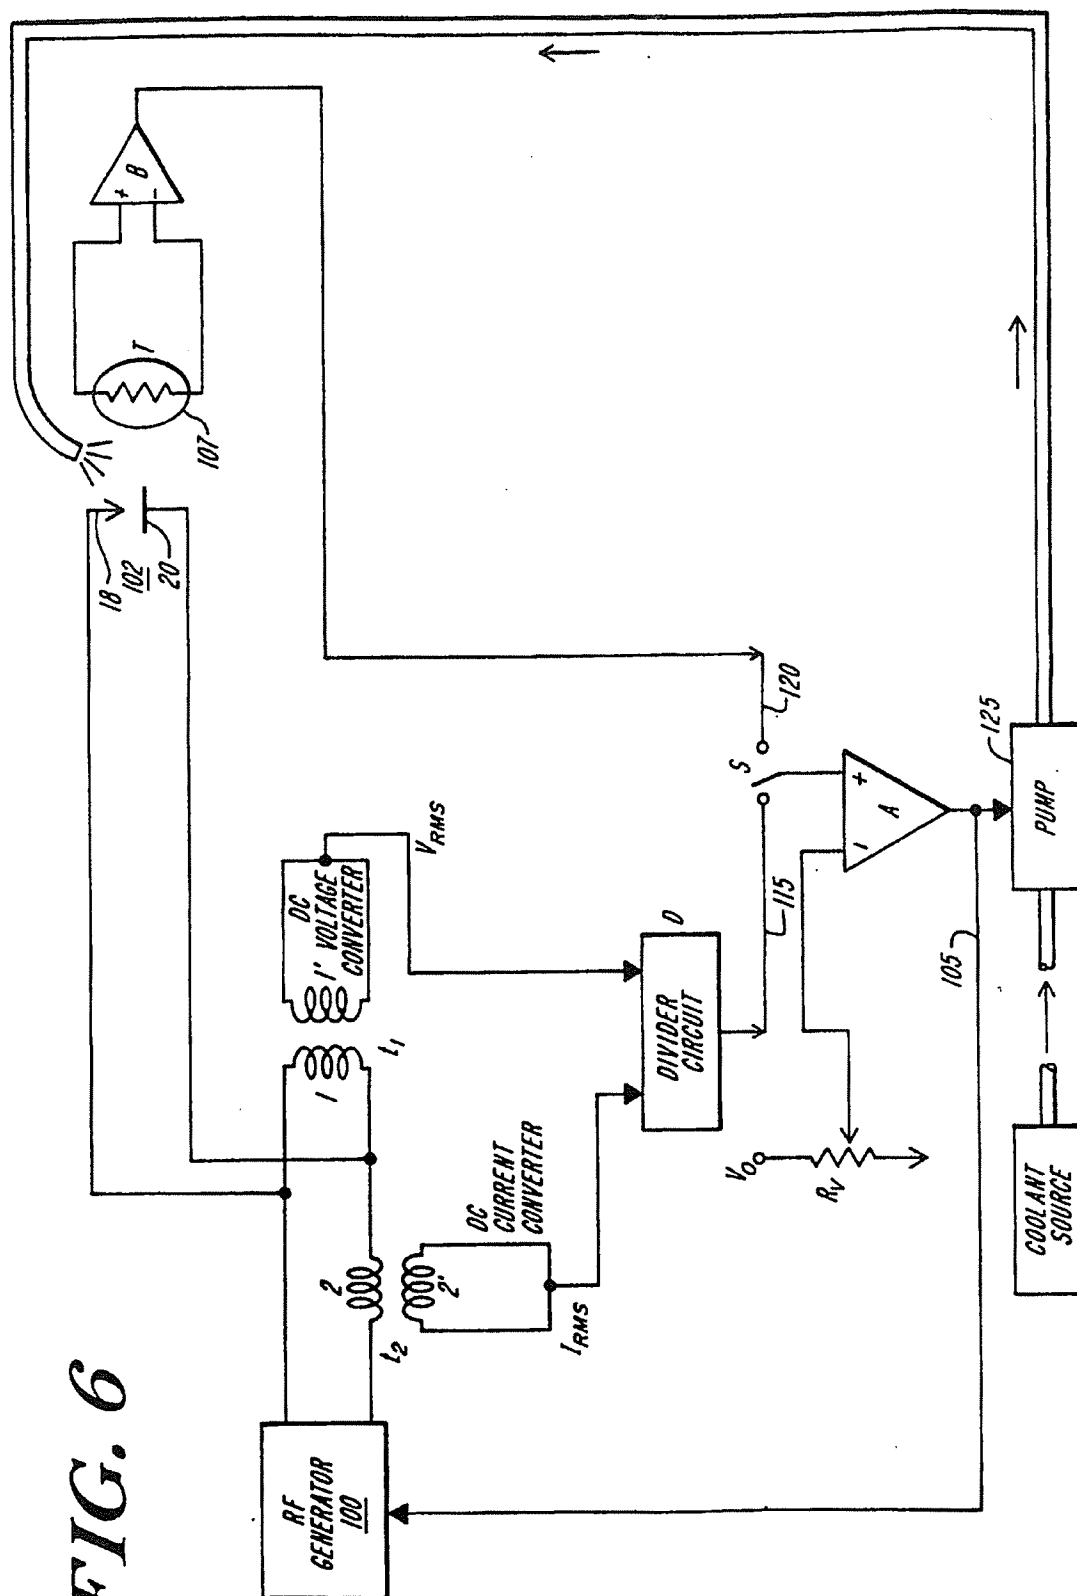 FIG. 6
RF
GENERATOR
100
18
102
20
107
T
+
B
-
1
t1
1'
DC
VOLTAGE
CONVERTER
VRMS
2
t2
2'
DC
CURRENT
CONVERTER
IRMS
DIVIDER
CIRCUIT
D
115
S
120
V0
RV
-
+
A
105
125
PUMP
COOLANT
SOURCE